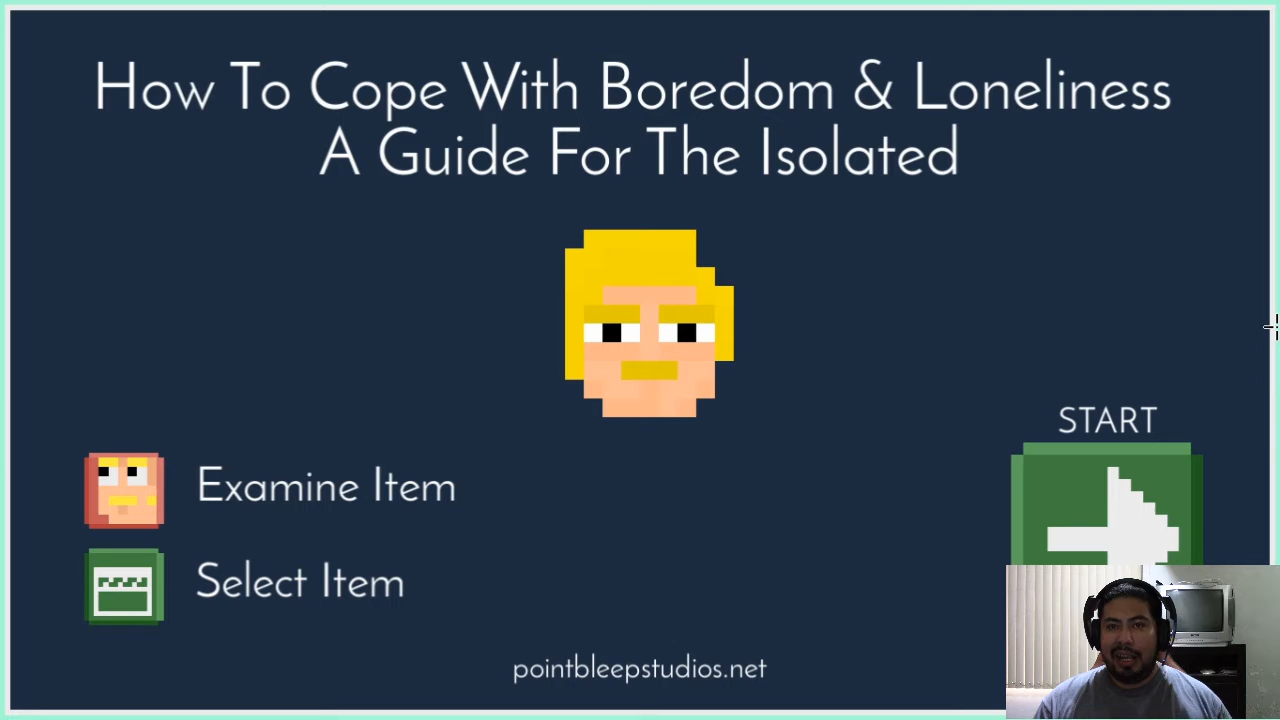 How To Cope With Boredom & Loneliness
A Guide For The Isolated
START
Examine Item
Select Item
pointbleepstudios.net